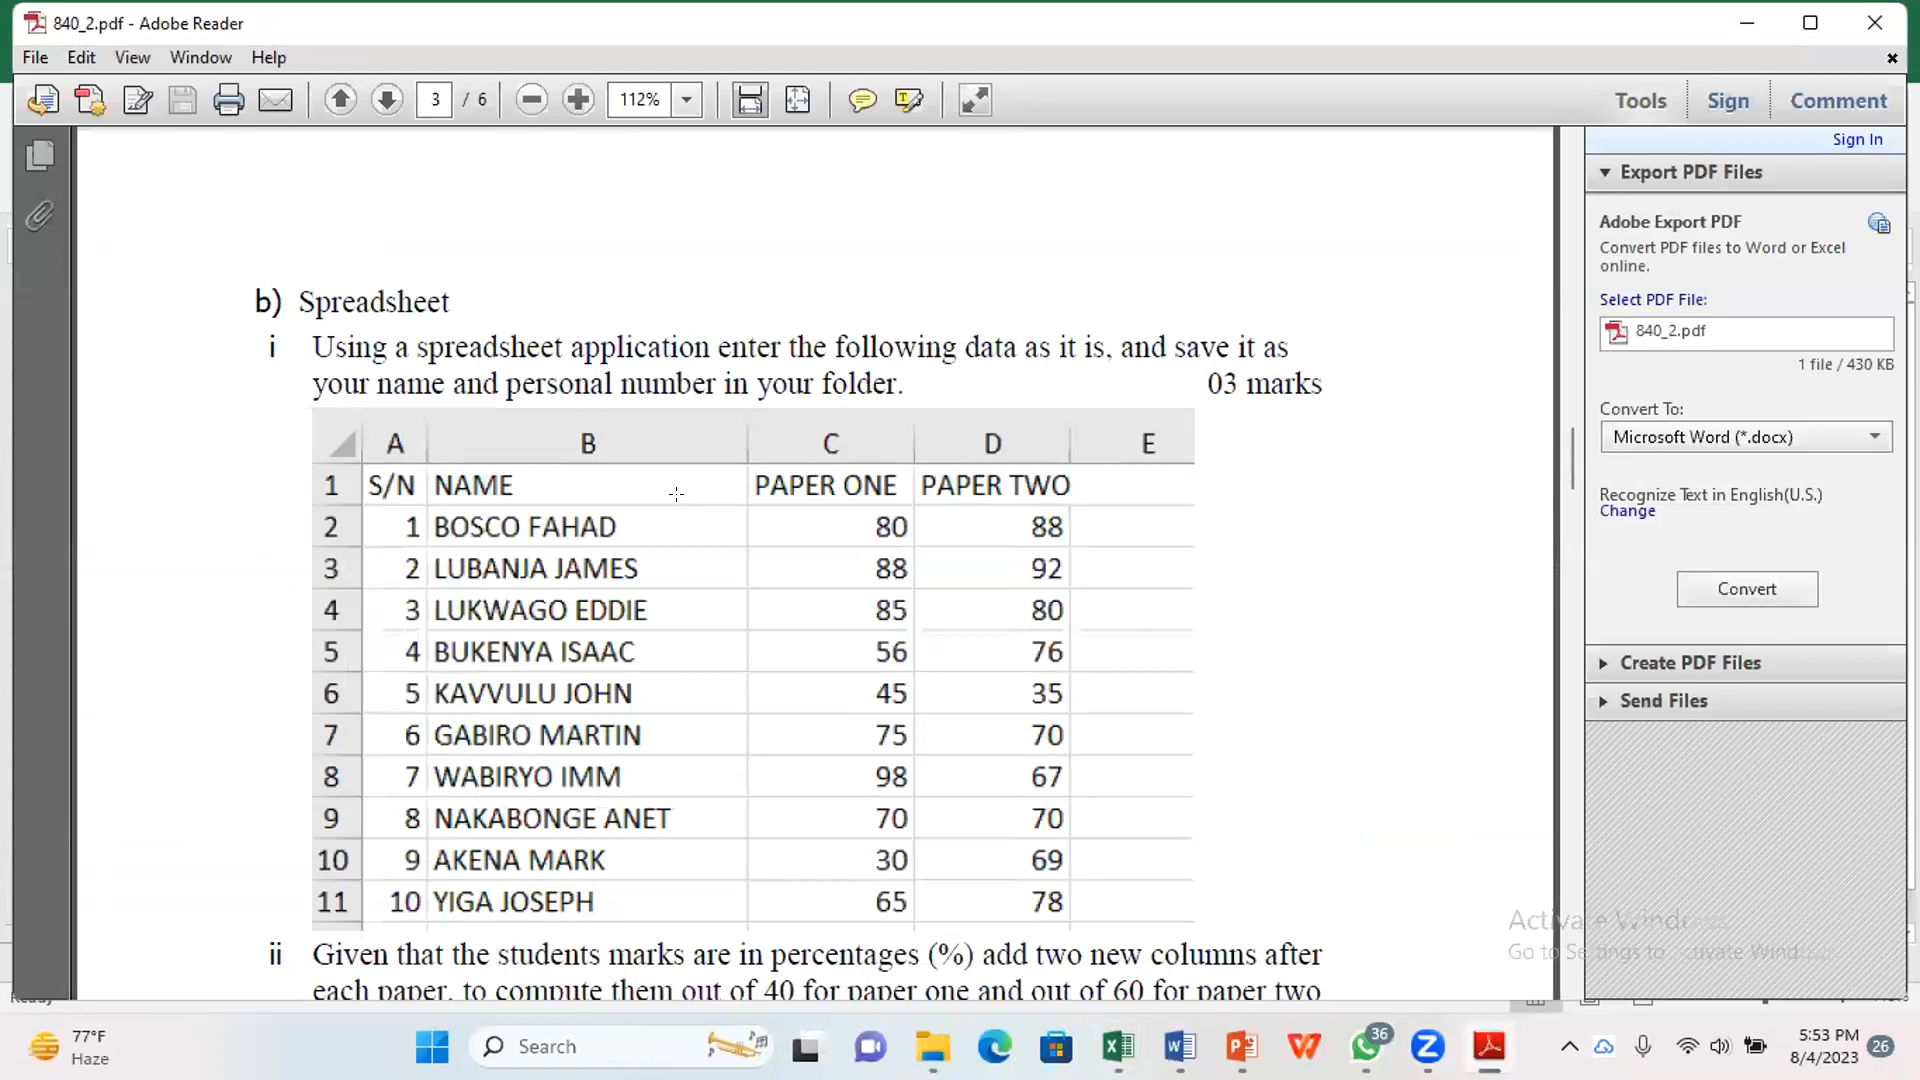 840_2.pdf - Adobe Reader
File Edit View Window Help
3 / 6 112% Tools Sign Comment
Sign In
Export PDF Files
Adobe Export PDF
Convert PDF files to Word or Excel
online.
Select PDF File:
840_2.pdf
1 file / 430 KB
Convert To:
Microsoft Word (*.docx)
Recognize Text in English(U.S.)
Change
Convert
Create PDF Files
Send Files
b) Spreadsheet
i Using a spreadsheet application enter the following data as it is, and save it as
your name and personal number in your folder. 03 marks
A B C D E
1 S/N NAME PAPER ONE PAPER TWO
2 1 BOSCO FAHAD 80 88
3 2 LUBANJA JAMES 88 92
4 3 LUKWAGO EDDIE 85 80
5 4 BUKENYA ISAAC 56 76
6 5 KAVVULU JOHN 45 35
7 6 GABIRO MARTIN 75 70
8 7 WABIRYO IMM 98 67
9 8 NAKABONGE ANET 70 70
10 9 AKENA MARK 30 69
11 10 YIGA JOSEPH 65 78
ii Given that the students marks are in percentages (%) add two new columns after
each paper, to compute them out of 40 for paper one and out of 60 for paper two
Activate Windows
Go to Settings to activate Windows.
77°F
Haze
Search
36
5:53 PM
8/4/2023
26